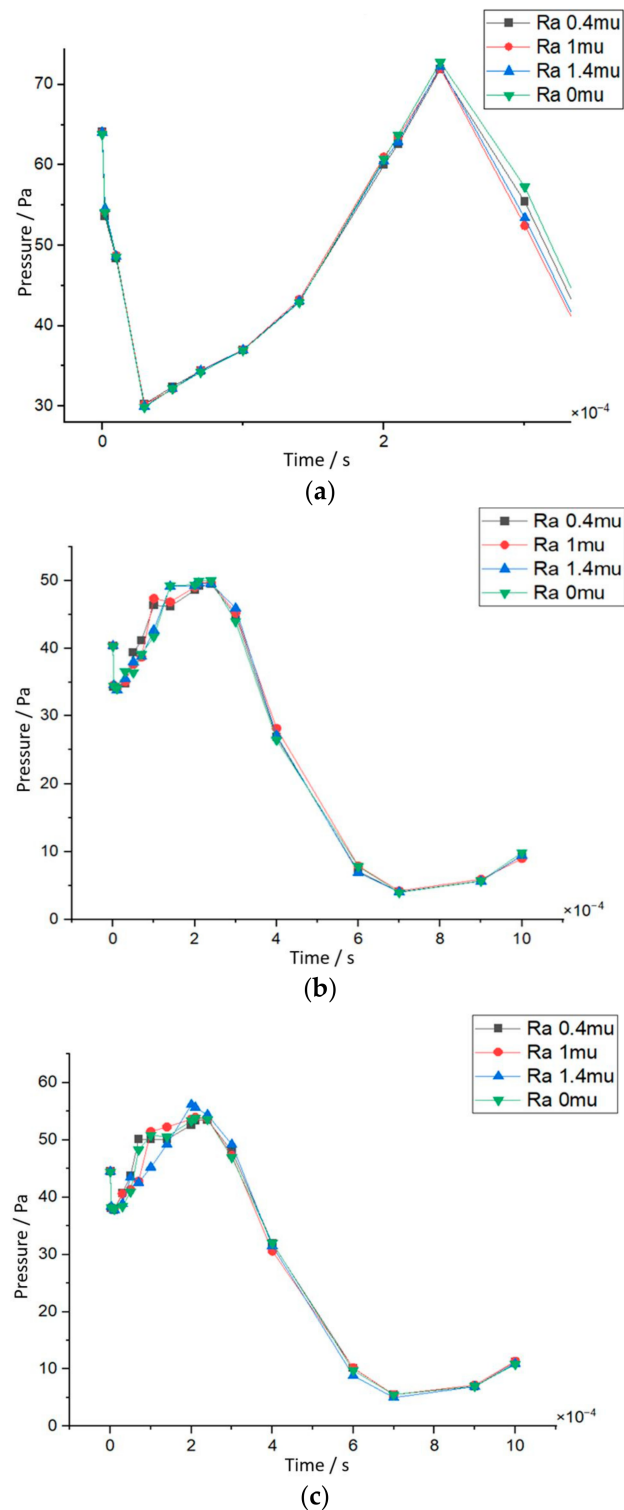 Ra 0.4mu
Ra 1mu
Ra 1.4mu
Ra 0mu
70
60
50
40
30
Pressure / Pa
0
2
×10⁻⁴
Time / s
(a)
Ra 0.4mu
Ra 1mu
Ra 1.4mu
Ra 0mu
50
40
30
20
10
0
Pressure / Pa
0 2 4 6 8 10
×10⁻⁴
Time / s
(b)
Ra 0.4mu
Ra 1mu
Ra 1.4mu
Ra 0mu
60
50
40
30
20
10
0
Pressure / Pa
0 2 4 6 8 10
×10⁻⁴
Time / s
(c)